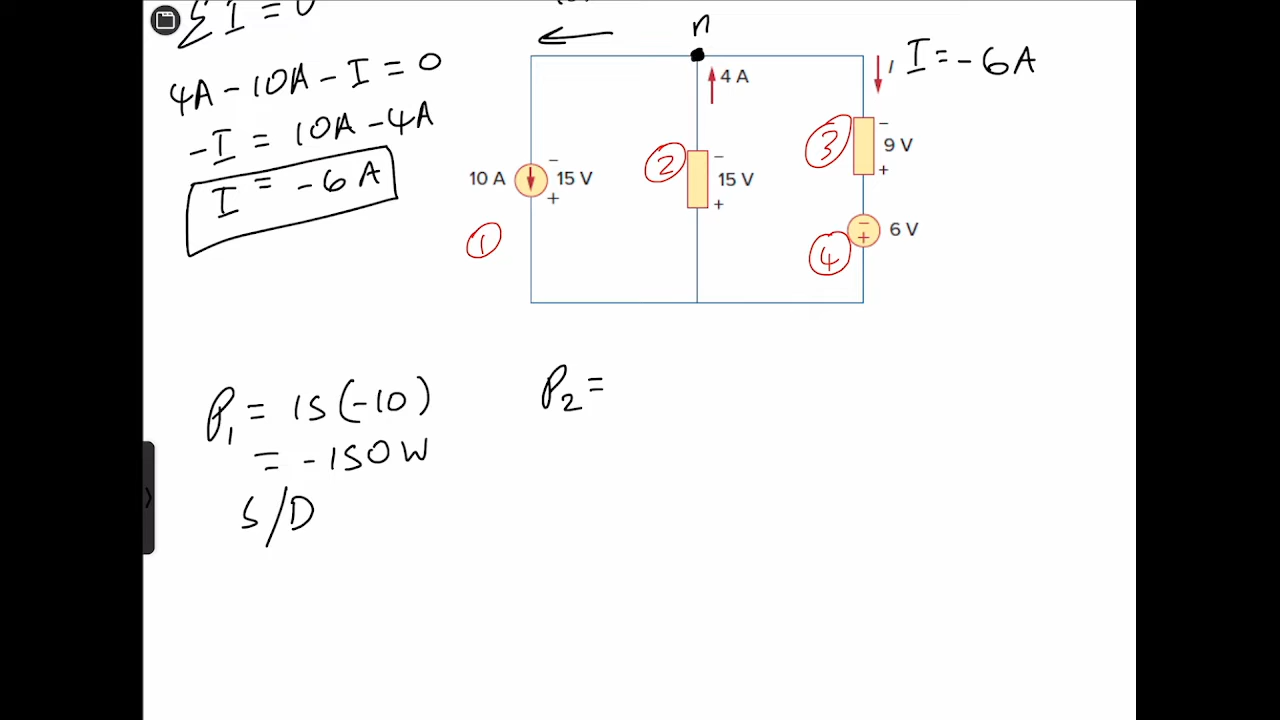 ΣI = 0
4A - 10A - I = 0
-I = 10A - 4A
I = -6A
n
4 A
I
I = -6A
10 A
-
15 V
+
①
②
-
15 V
+
③
-
9 V
+
④
-
+
6 V
P₁ = 15(-10)
= -150W
S/D
P₂ =